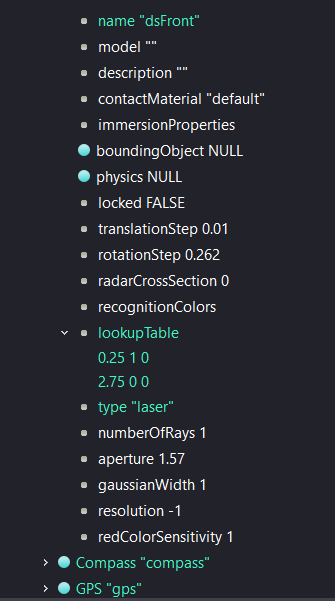 name "dsFront"
model ""
description ""
contactMaterial "default"
immersionProperties
boundingObject NULL
physics NULL
locked FALSE
translationStep 0.01
rotationStep 0.262
radarCrossSection 0
recognitionColors
lookupTable
0.25 1 0
2.75 0 0
type "laser"
numberOfRays 1
aperture 1.57
gaussianWidth 1
resolution -1
redColorSensitivity 1
Compass "compass"
GPS "gps"